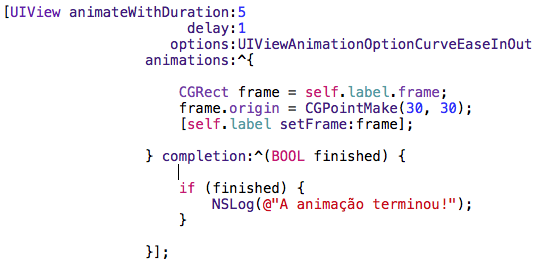 [UIView animateWithDuration:5
delay:1
options:UIViewAnimationOptionCurveEaseInOut
animations:^{
CGRect frame = self.label.frame;
frame.origin = CGPointMake(30, 30);
[self.label setFrame:frame];
} completion:^(BOOL finished) {
if (finished) {
NSLog(@"A animação terminou!");
}
}];